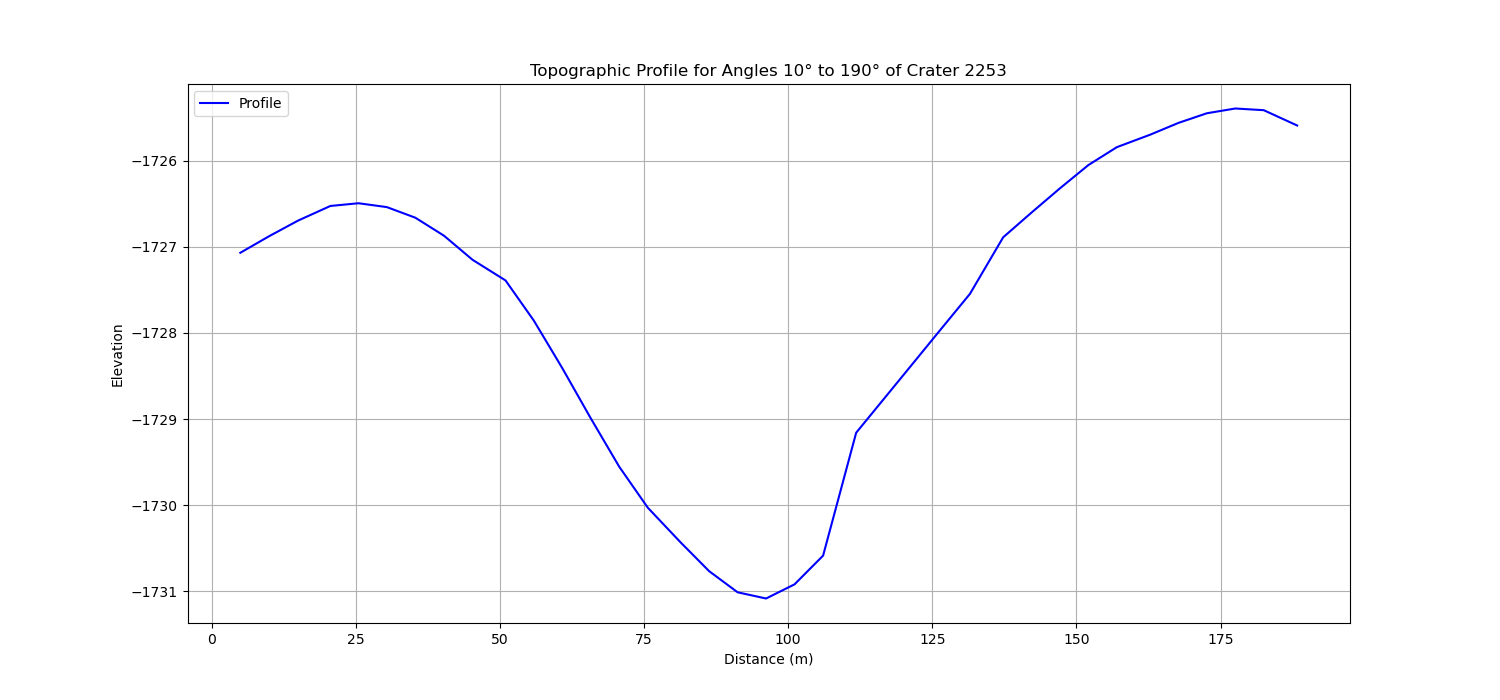 Topographic Profile for Angles 10° to 190° of Crater 2253
Profile
Elevation
−1726
−1727
−1728
−1729
−1730
−1731
0 25 50 75 100 125 150 175
Distance (m)